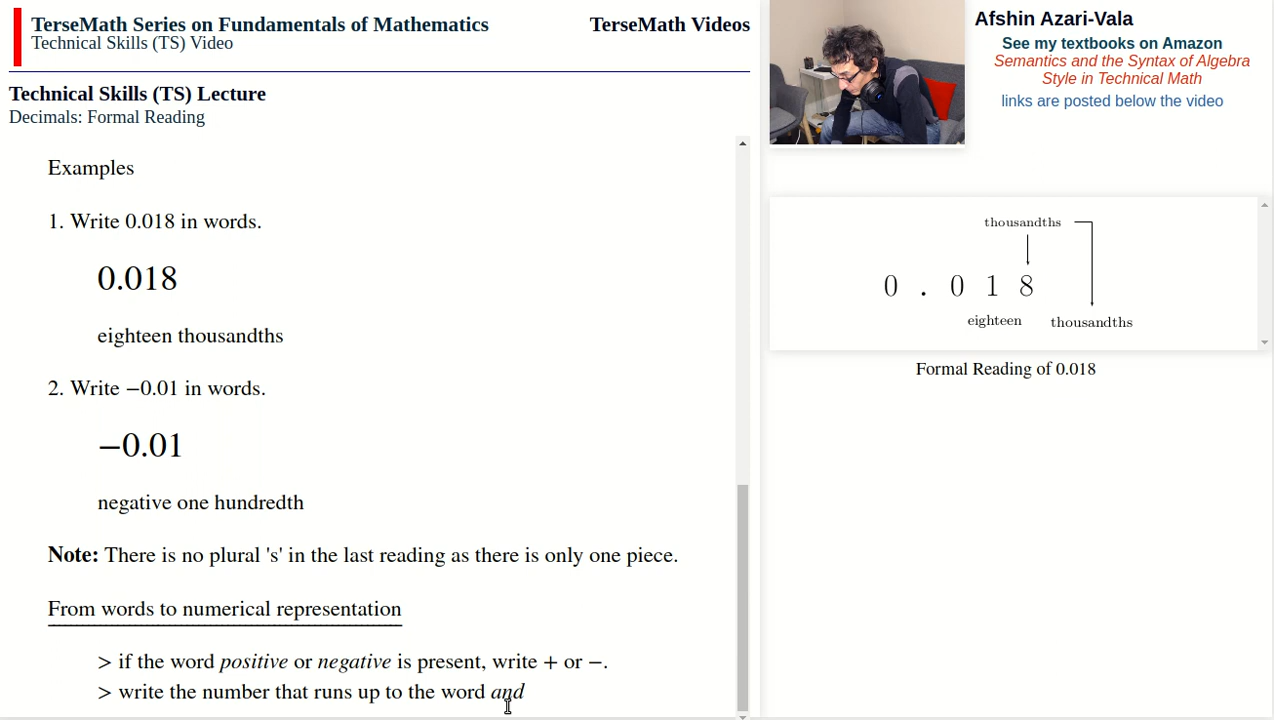 TerseMath Series on Fundamentals of Mathematics
Technical Skills (TS) Video
TerseMath Videos
Technical Skills (TS) Lecture
Decimals: Formal Reading
Examples
1. Write 0.018 in words.
0.018
eighteen thousandths
2. Write −0.01 in words.
−0.01
negative one hundredth
Note: There is no plural 's' in the last reading as there is only one piece.
From words to numerical representation
> if the word positive or negative is present, write + or −.
> write the number that runs up to the word and
Afshin Azari-Vala
See my textbooks on Amazon
Semantics and the Syntax of Algebra
Style in Technical Math
links are posted below the video
thousandths
0 . 0 1 8
eighteen thousandths
Formal Reading of 0.018